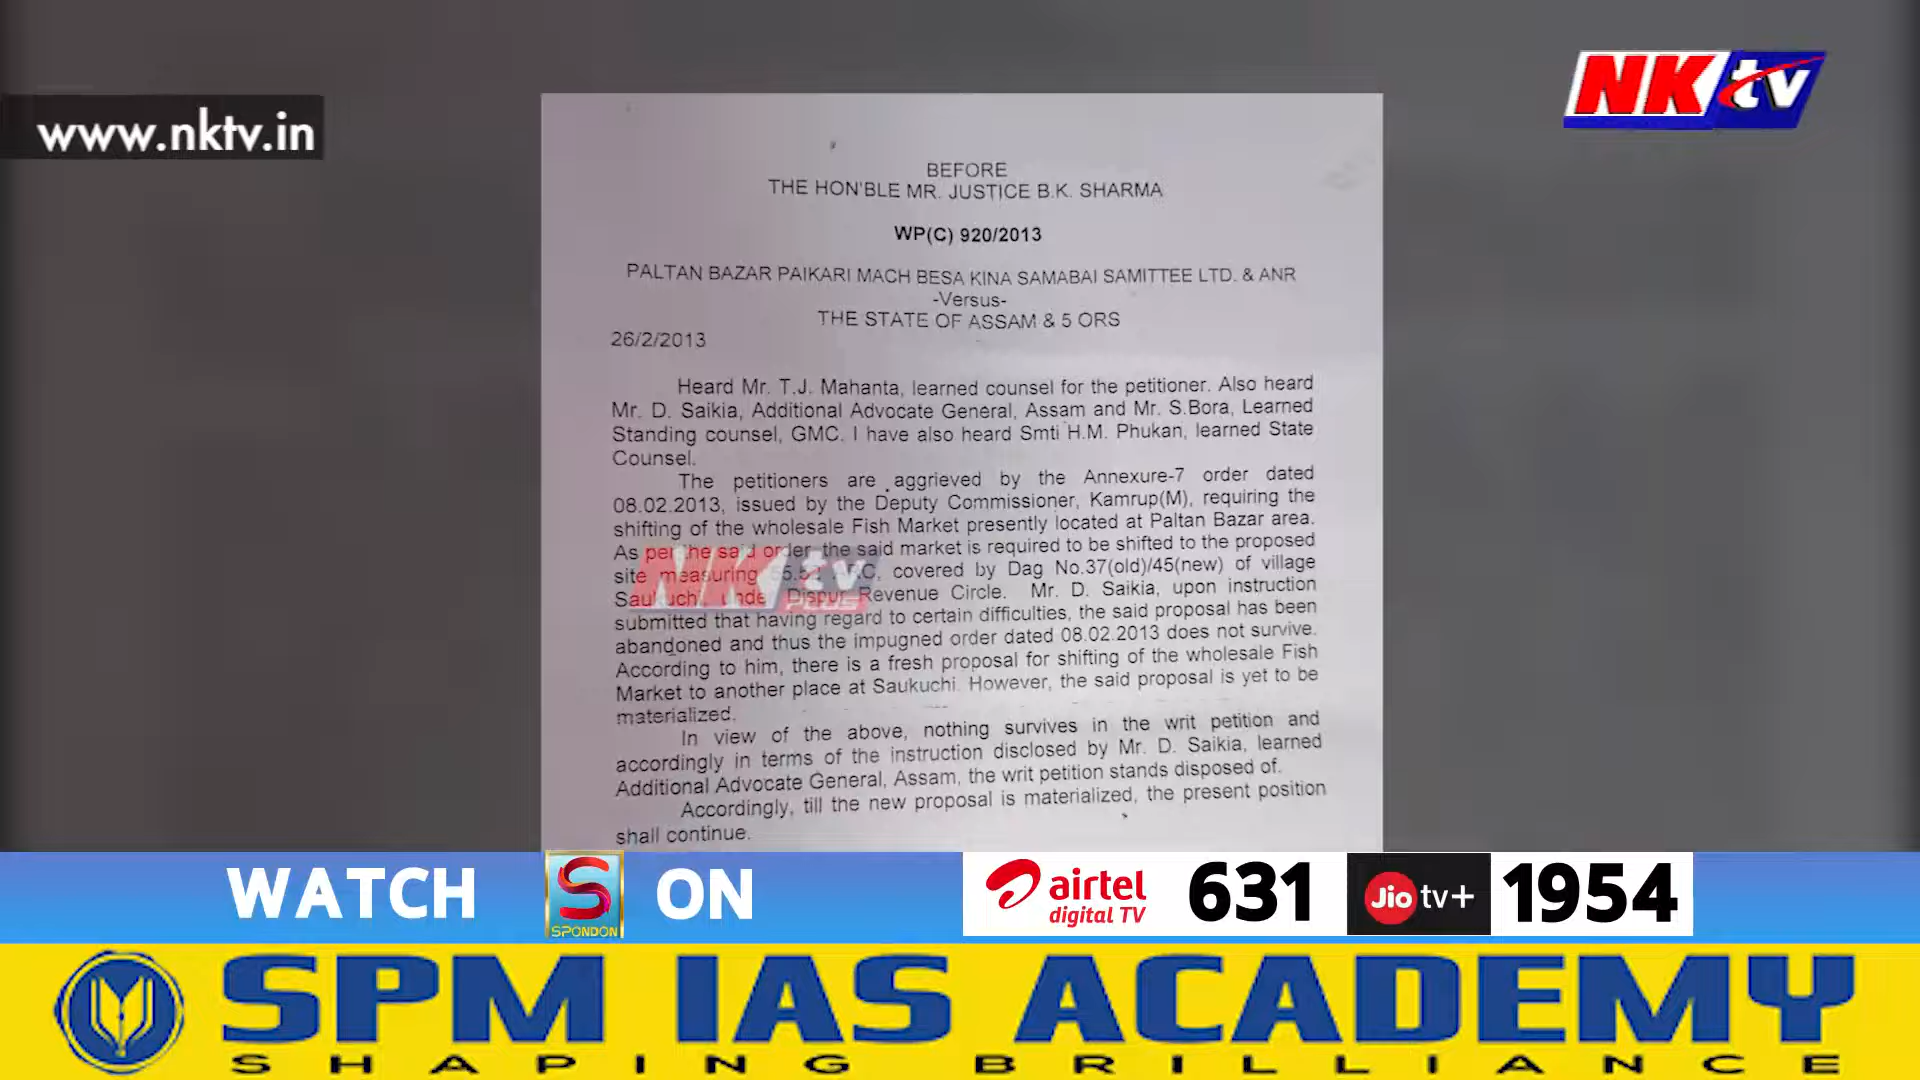 www.nktv.in
NK tv
BEFORE
THE HON'BLE MR. JUSTICE B.K. SHARMA
WP(C) 920/2013
PALTAN BAZAR PAIKARI MACH BESA KINA SAMABAI SAMITTEE LTD. & ANR
-Versus-
THE STATE OF ASSAM & 5 ORS
26/2/2013
Heard Mr. T.J. Mahanta, learned counsel for the petitioner. Also heard
Mr. D. Saikia, Additional Advocate General, Assam and Mr. S.Bora, Learned
Standing counsel, GMC. I have also heard Smti H.M. Phukan, learned State
Counsel.
The petitioners are aggrieved by the Annexure-7 order dated
08.02.2013, issued by the Deputy Commissioner, Kamrup(M), requiring the
shifting of the wholesale Fish Market presently located at Paltan Bazar area.
As per the said order, the said market is required to be shifted to the proposed
site measuring covered by Dag No.37(old)/45(new) of village
Saukuchi under Dispur Revenue Circle. Mr. D. Saikia, upon instruction
submitted that having regard to certain difficulties, the said proposal has been
abandoned and thus the impugned order dated 08.02.2013 does not survive.
According to him, there is a fresh proposal for shifting of the wholesale Fish
Market to another place at Saukuchi. However, the said proposal is yet to be
materialized.
In view of the above, nothing survives in the writ petition and
accordingly in terms of the instruction disclosed by Mr. D. Saikia, learned
Additional Advocate General, Assam, the writ petition stands disposed of.
Accordingly, till the new proposal is materialized, the present position
shall continue.
NK tv PLUS
WATCH S SPONDON ON airtel digital TV 631 Jio tv+ 1954
SPM IAS ACADEMY
SHAPING BRILLIANCE